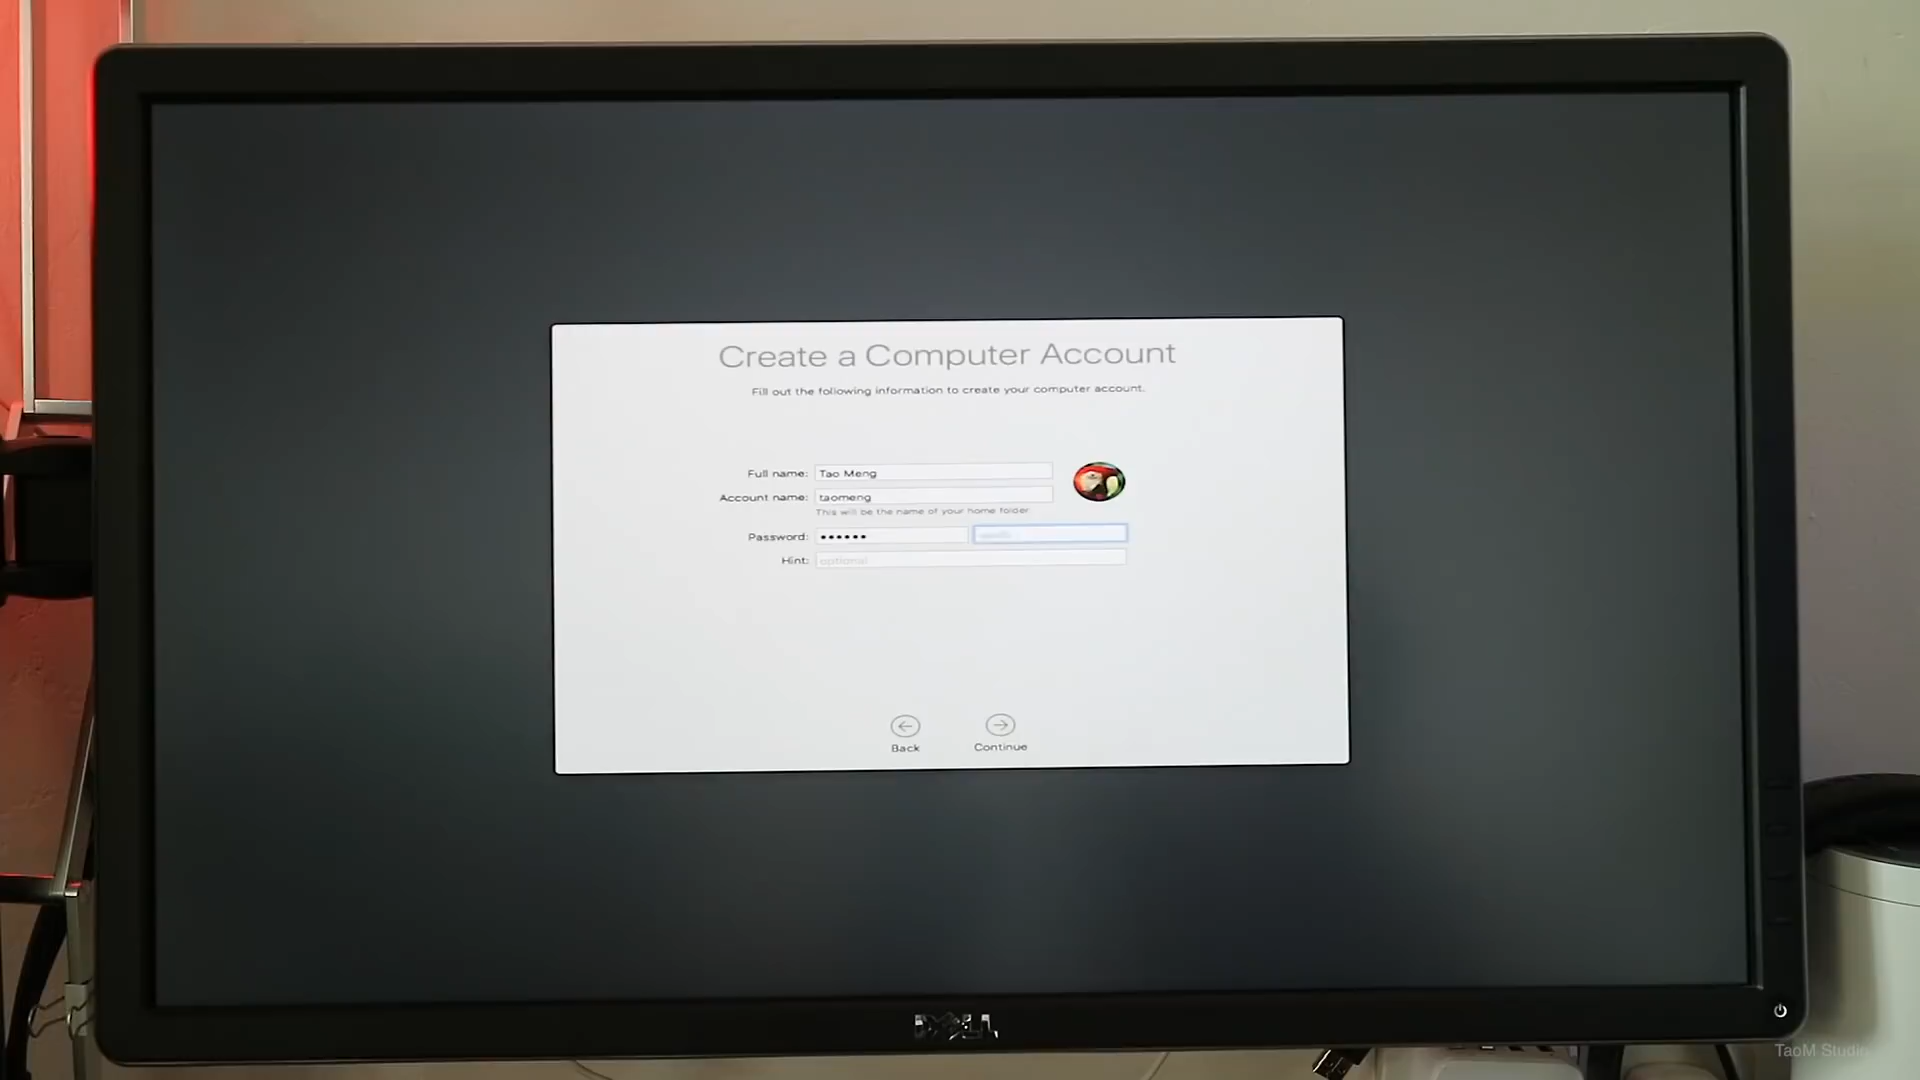 Create a Computer Account
Fill out the following information to create your computer account.
Full name: Tao Meng
Account name: taomeng
This will be the name of your home folder
Password: ••••••
Hint: optional
Back Continue
DELL
TaoM Studio